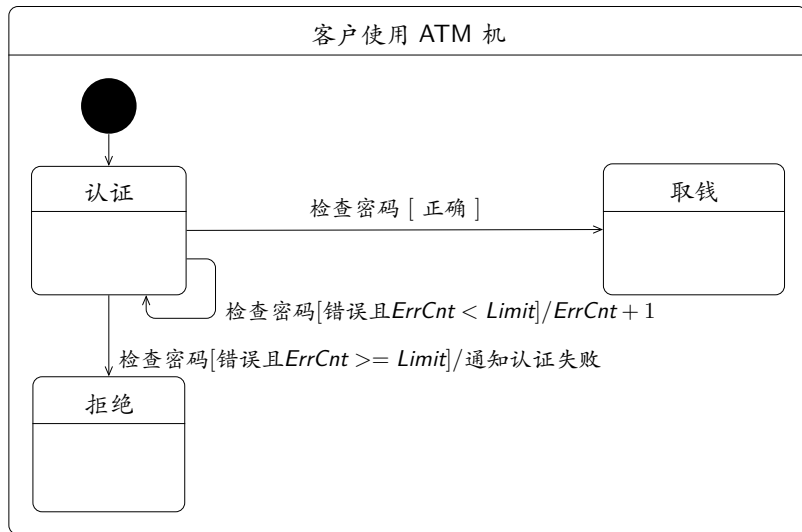 客户使用 ATM 机
认证
取钱
检查密码 [ 正确 ]
检查密码[错误且ErrCnt < Limit]/ErrCnt + 1
检查密码[错误且ErrCnt >= Limit]/通知认证失败
拒绝